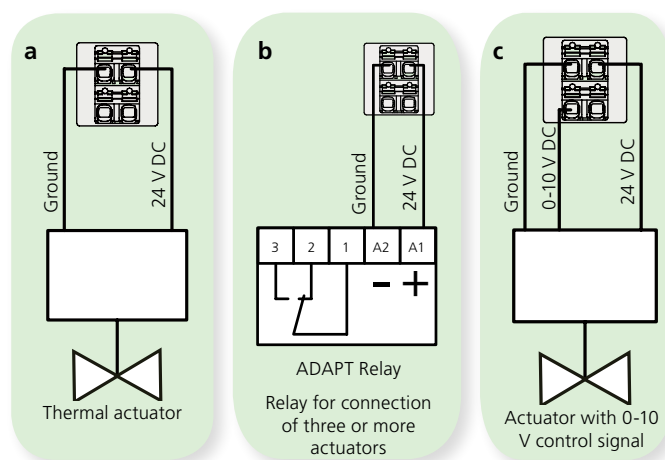 a
Ground
24 V DC
Thermal actuator
b
Ground
24 V DC
3 2 1 A2 A1
– +
ADAPT Relay
Relay for connection
of three or more
actuators
c
Ground
0-10 V DC
24 V DC
Actuator with 0-10
V control signal